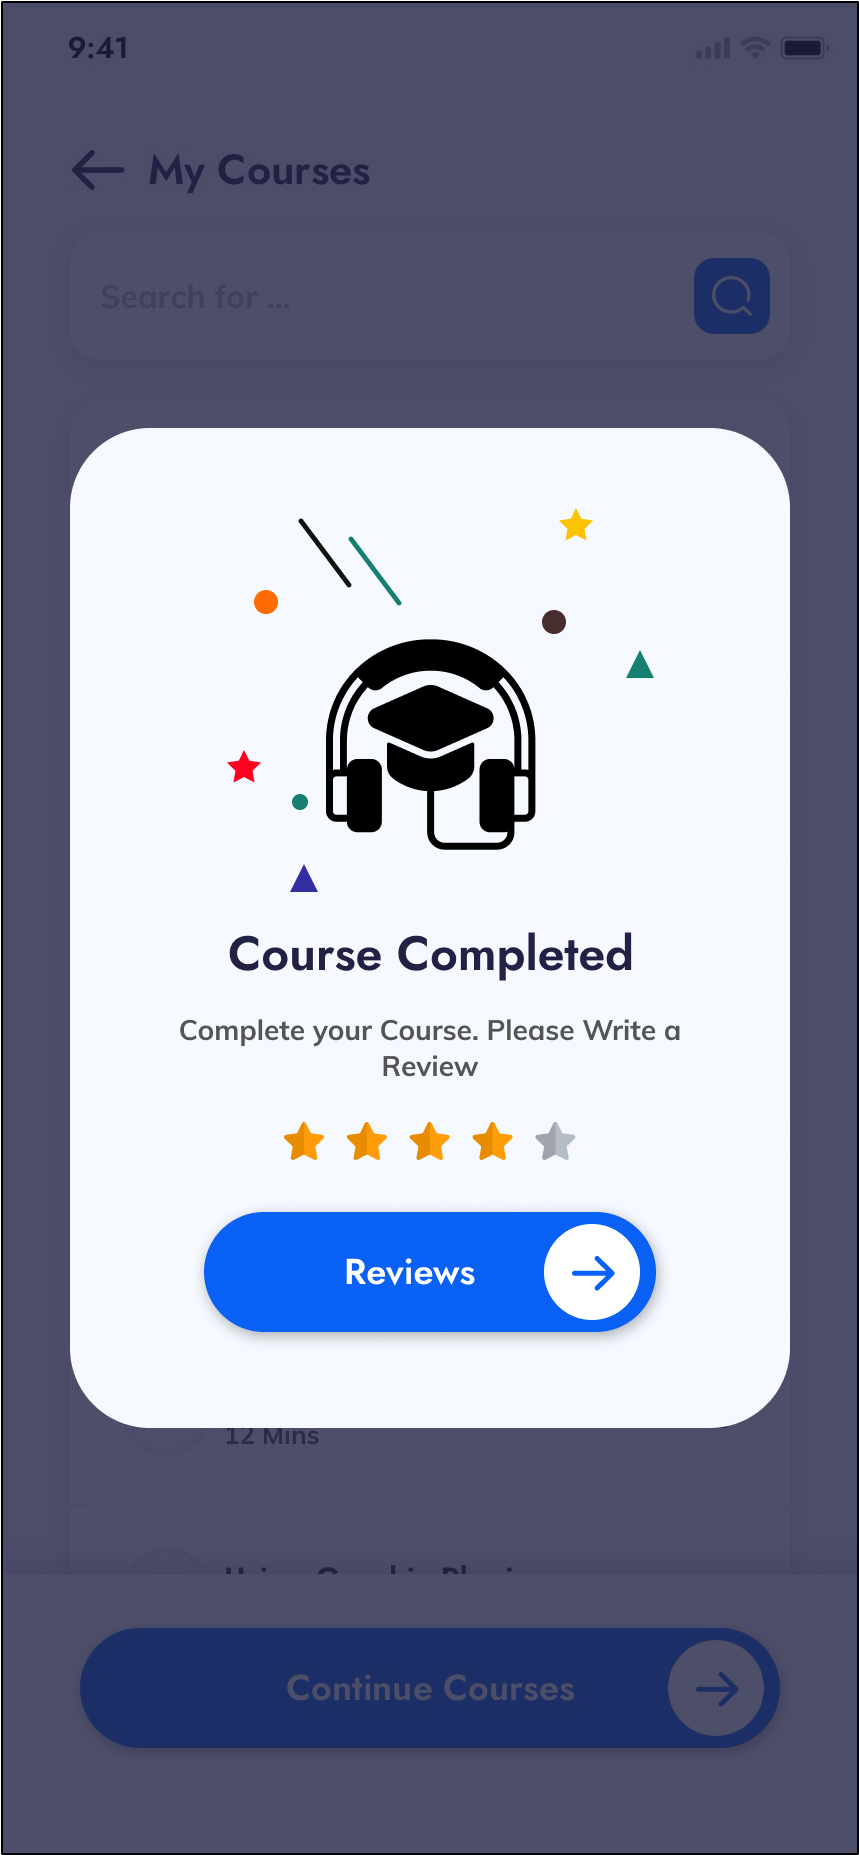 9:41
My Courses
Search for ...
Course Completed
Complete your Course. Please Write a
Review
Reviews
12 Mins
Continue Courses